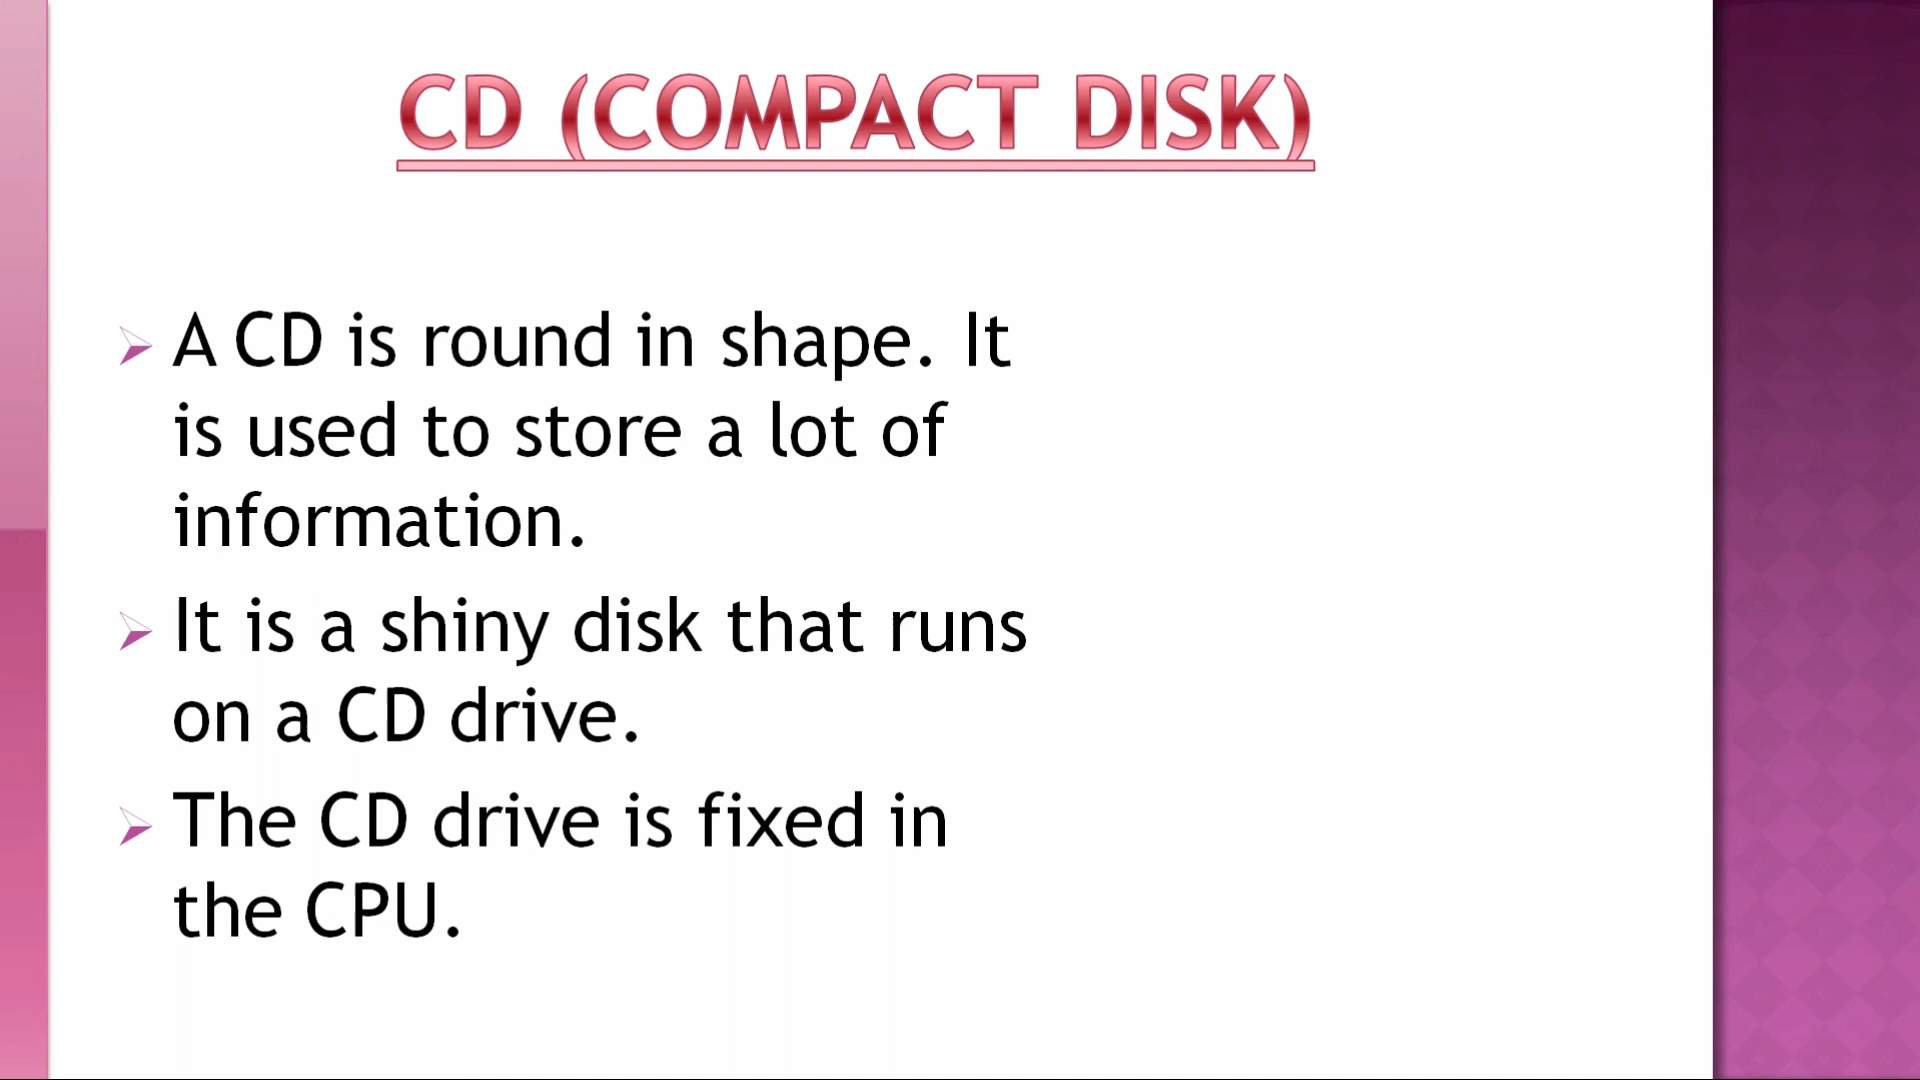 CD (COMPACT DISK)
A CD is round in shape. It
is used to store a lot of
information.
It is a shiny disk that runs
on a CD drive.
The CD drive is fixed in
the CPU.